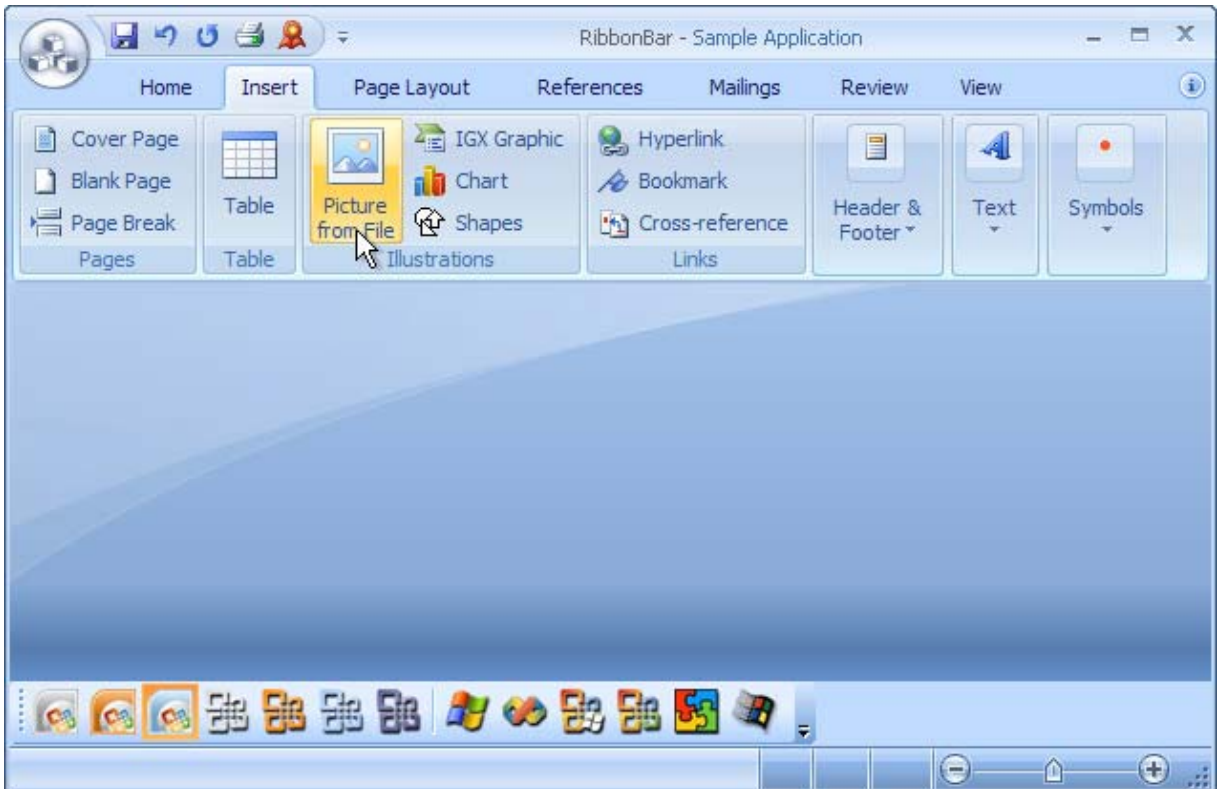 RibbonBar - Sample Application
Home Insert Page Layout References Mailings Review View
Cover Page
Blank Page
Page Break
Pages
Table
Table
Picture
from File
IGX Graphic
Chart
Shapes
Illustrations
Hyperlink
Bookmark
Cross-reference
Links
Header &
Footer
Text
Symbols